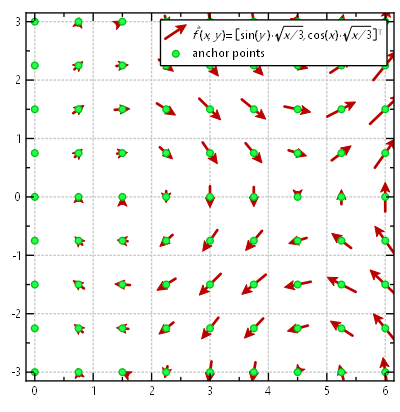 f⃗(x,y)=[sin(y)·√x/3, cos(x)·√x/3]ᵀ
anchor points
3
2
1
0
-1
-2
-3
0 1 2 3 4 5 6